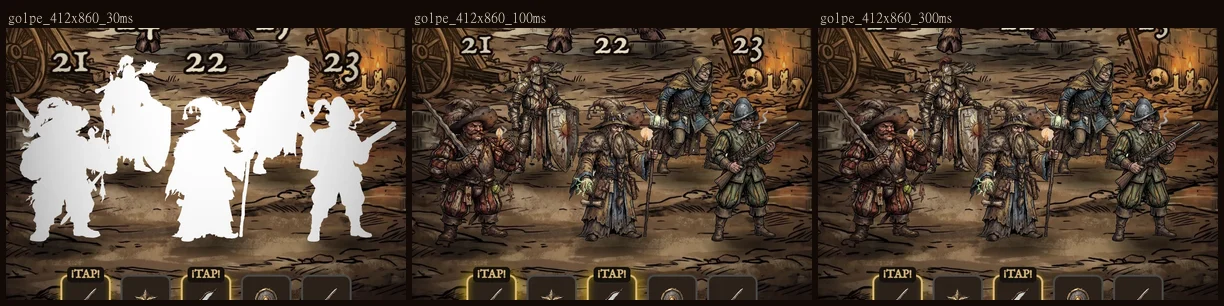 golpe_412x860_30ms golpe_412x860_100ms golpe_412x860_300ms
21 22 23 21 22 23
¡TAP! ¡TAP! ¡TAP! ¡TAP! ¡TAP! ¡TAP!